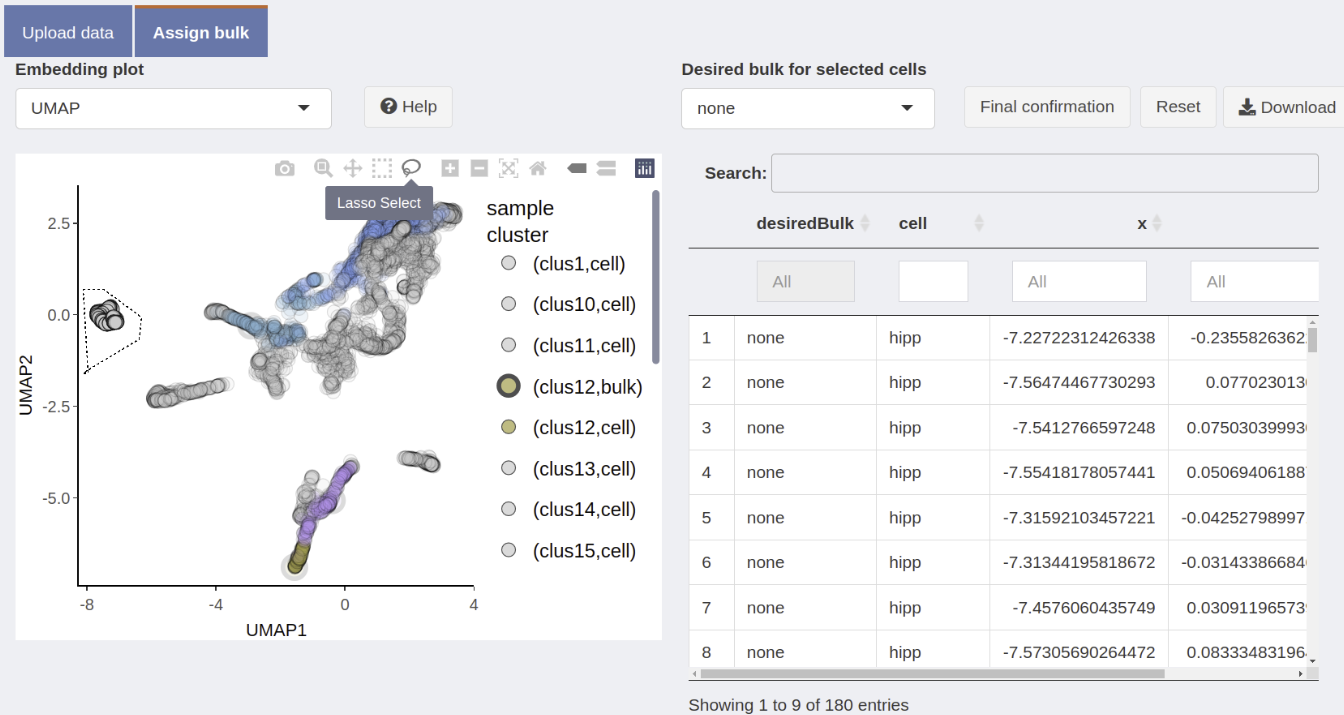 Upload data
Assign bulk
Embedding plot
UMAP
Help
Desired bulk for selected cells
none
Final confirmation
Reset
Download
Lasso Select
2.5
0.0
-2.5
-5.0
UMAP2
-8
-4
0
4
UMAP1
sample
cluster
(clus1,cell)
(clus10,cell)
(clus11,cell)
(clus12,bulk)
(clus12,cell)
(clus13,cell)
(clus14,cell)
(clus15,cell)
Search:
desiredBulk cell x
All All All
1 none hipp -7.22722312426338 -0.2355826362
2 none hipp -7.56474467730293 0.077023013
3 none hipp -7.5412766597248 0.07503039993
4 none hipp -7.55418178057441 0.05069406188
5 none hipp -7.31592103457221 -0.0425279899
6 none hipp -7.31344195818672 -0.03143386684
7 none hipp -7.4576060435749 0.03091196573
8 none hipp -7.57305690264472 0.08333483196
Showing 1 to 9 of 180 entries